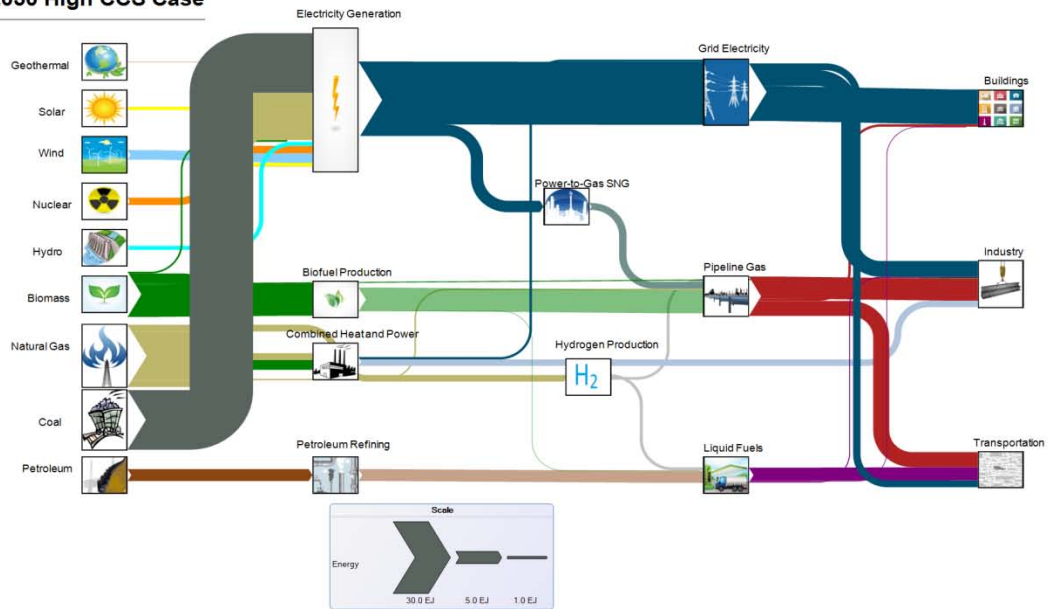 Electricity Generation
Grid Electricity
Geothermal
Buildings
Solar
Wind
Power-to-Gas SNG
Nuclear
Hydro
Industry
Biofuel Production
Pipeline Gas
Biomass
Natural Gas
Combined Heat and Power
Hydrogen Production
H2
Coal
Petroleum Refining
Liquid Fuels
Transportation
Petroleum
Scale
Energy
30.0 EJ
5.0 EJ
1.0 EJ